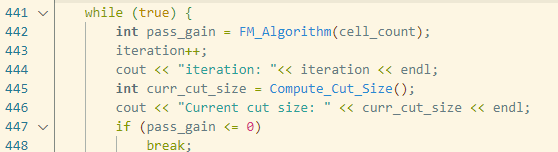 441 while (true) {
442 int pass_gain = FM_Algorithm(cell_count);
443 iteration++;
444 cout << "iteration: "<< iteration << endl;
445 int curr_cut_size = Compute_Cut_Size();
446 cout << "Current cut size: " << curr_cut_size << endl;
447 if (pass_gain <= 0)
448 break;